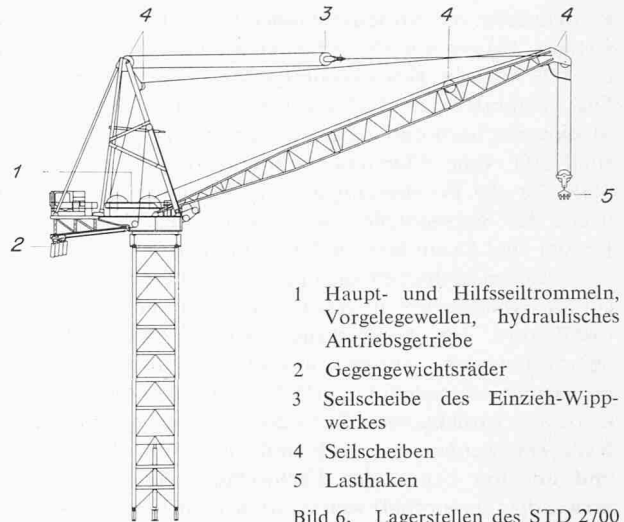 4 3 4 4
1
5
2
1 Haupt- und Hilfsseiltrommeln,
Vorgelegewellen, hydraulisches
Antriebsgetriebe
2 Gegengewichtsräder
3 Seilscheibe des Einzieh-Wipp-
werkes
4 Seilscheiben
5 Lasthaken
Bild 6. Lagerstellen des STD 2700